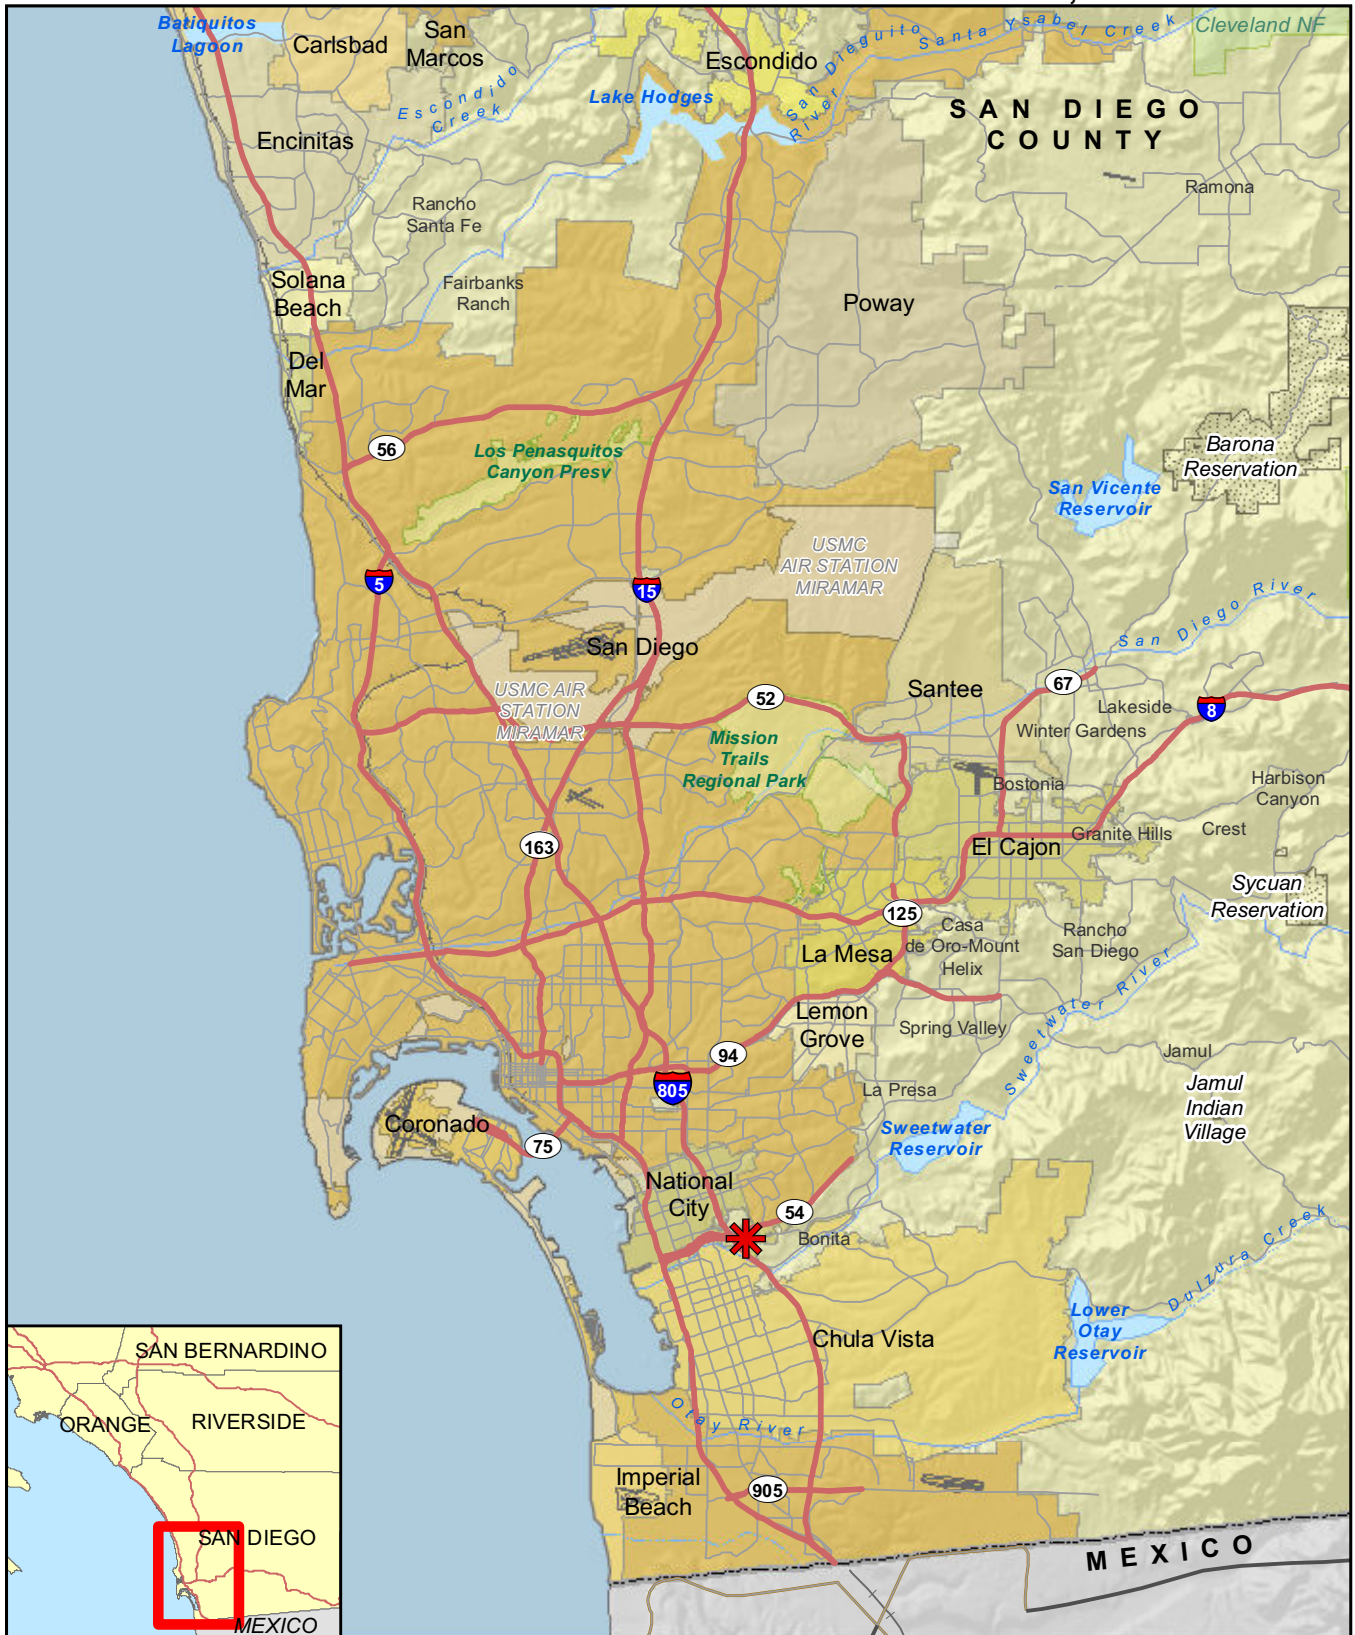 Batiquitos
Lagoon
Carlsbad
San
Marcos
Escondido
San Dieguito
River
Santa Ysabel Creek
Cleveland NF
Escondido
Creek
Lake Hodges
SAN DIEGO
COUNTY
Encinitas
Ramona
Rancho
Santa Fe
Solana
Beach
Fairbanks
Ranch
Poway
Del
Mar
56
Los Penasquitos
Canyon Presv
Barona
Reservation
San Vicente
Reservoir
USMC
AIR STATION
MIRAMAR
5
15
San Diego River
San Diego
USMC AIR
STATION
MIRAMAR
52
Santee
67
Lakeside
8
Winter Gardens
Mission
Trails
Regional Park
Bostonia
Harbison
Canyon
163
El Cajon
Granite Hills
Crest
Sycuan
Reservation
125
Casa
de Oro-Mount
Helix
Rancho
San Diego
La Mesa
Sweetwater River
Lemon
Grove
Spring Valley
94
Jamul
805
La Presa
Jamul
Indian
Village
Coronado
75
Sweetwater
Reservoir
National
City
54
Bonita
Dulzura Creek
Lower
Otay
Reservoir
Chula Vista
Otay River
Imperial
Beach
905
MEXICO
SAN BERNARDINO
ORANGE
RIVERSIDE
SAN DIEGO
MEXICO